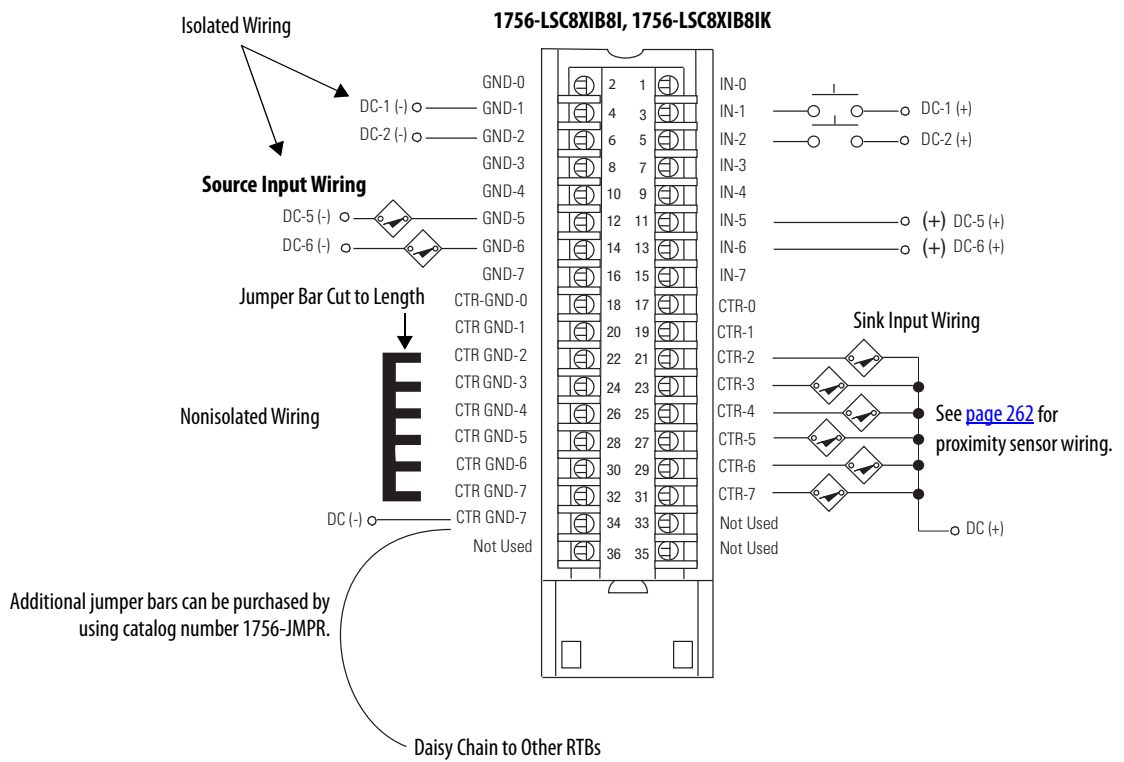 1756-LSC8XIB8I, 1756-LSC8XIB8IK
Isolated Wiring
GND-0 2 1 IN-0
DC-1 (-) GND-1 4 3 IN-1 DC-1 (+)
DC-2 (-) GND-2 6 5 IN-2 DC-2 (+)
GND-3 8 7 IN-3
Source Input Wiring
GND-4 10 9 IN-4
DC-5 (-) GND-5 12 11 IN-5 (+) DC-5 (+)
DC-6 (-) GND-6 14 13 IN-6 (+) DC-6 (+)
GND-7 16 15 IN-7
Jumper Bar Cut to Length
CTR-GND-0 18 17 CTR-0
Sink Input Wiring
CTR GND-1 20 19 CTR-1
CTR GND-2 22 21 CTR-2
CTR GND-3 24 23 CTR-3
Nonisolated Wiring
CTR GND-4 26 25 CTR-4
See page 262 for
proximity sensor wiring.
CTR GND-5 28 27 CTR-5
CTR GND-6 30 29 CTR-6
CTR GND-7 32 31 CTR-7
DC (-) CTR GND-7 34 33 Not Used DC (+)
Not Used 36 35 Not Used
Additional jumper bars can be purchased by
using catalog number 1756-JMPR.
Daisy Chain to Other RTBs